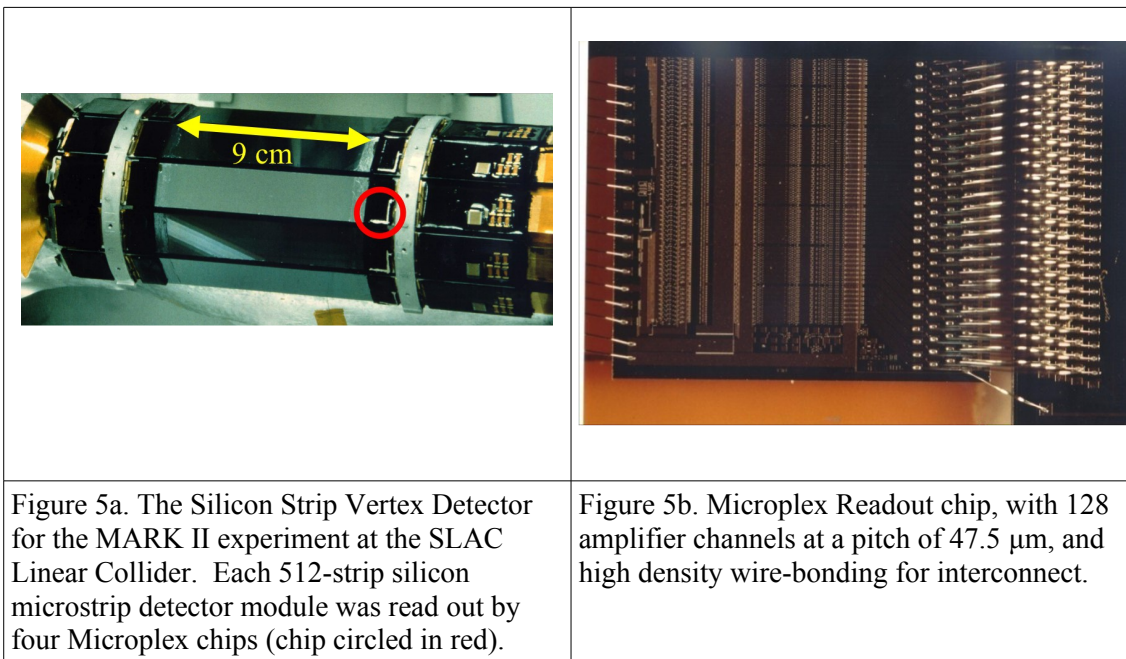 9 cm
Figure 5a. The Silicon Strip Vertex Detector
for the MARK II experiment at the SLAC
Linear Collider.  Each 512-strip silicon
microstrip detector module was read out by
four Microplex chips (chip circled in red).
Figure 5b. Microplex Readout chip, with 128
amplifier channels at a pitch of 47.5 μm, and
high density wire-bonding for interconnect.